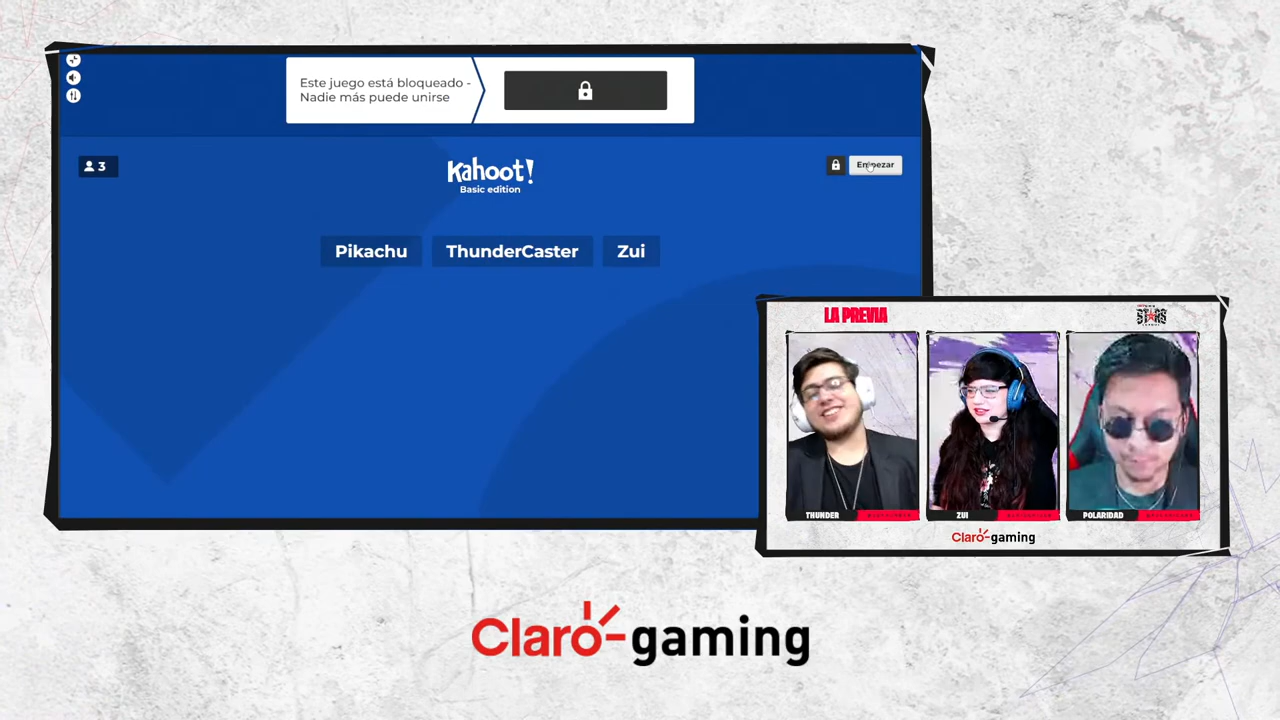 Este juego está bloqueado -
Nadie más puede unirse
3
Kahoot!
Basic edition
Empezar
Pikachu
ThunderCaster
Zui
LA PREVIA
STARS
THUNDER
ZUI
POLARIDAD
Claro-gaming
Claro-gaming